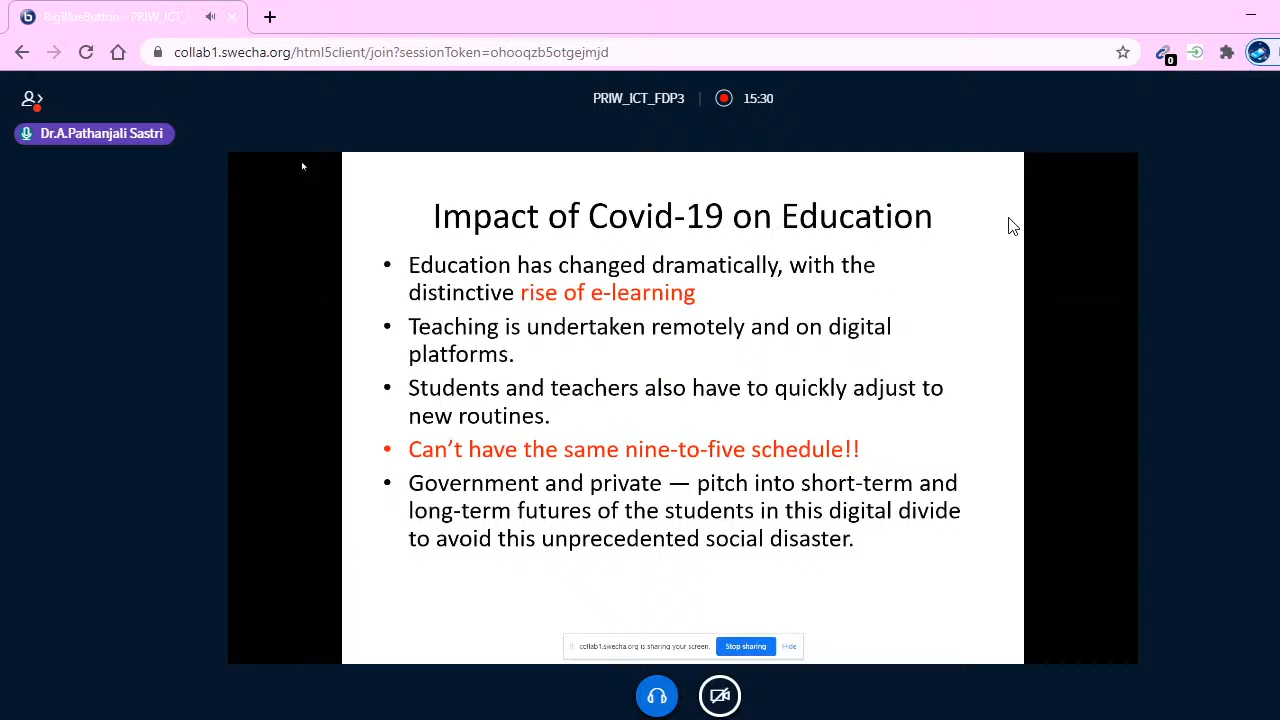 BigBlueButton - PRIW_ICT_
collab1.swecha.org/html5client/join?sessionToken=ohooqzb5otgejmjd
0
PRIW_ICT_FDP3
15:30
Dr.A.Pathanjali Sastri
Impact of Covid-19 on Education
• Education has changed dramatically, with the
distinctive rise of e-learning
• Teaching is undertaken remotely and on digital
platforms.
• Students and teachers also have to quickly adjust to
new routines.
• Can’t have the same nine-to-five schedule!!
• Government and private — pitch into short-term and
long-term futures of the students in this digital divide
to avoid this unprecedented social disaster.
collab1.swecha.org is sharing your screen.
Stop sharing
Hide